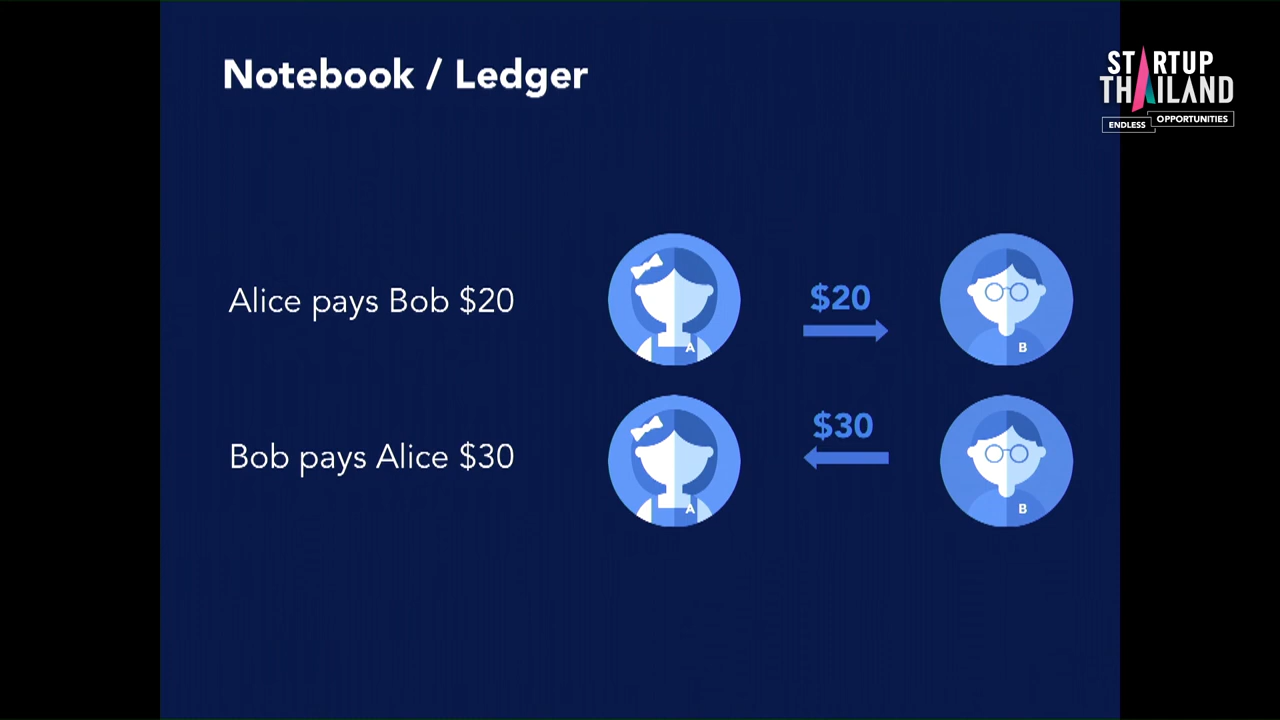 Notebook / Ledger
STARTUP
THAILAND
ENDLESS OPPORTUNITIES
Alice pays Bob $20
A
$20
B
Bob pays Alice $30
A
$30
B